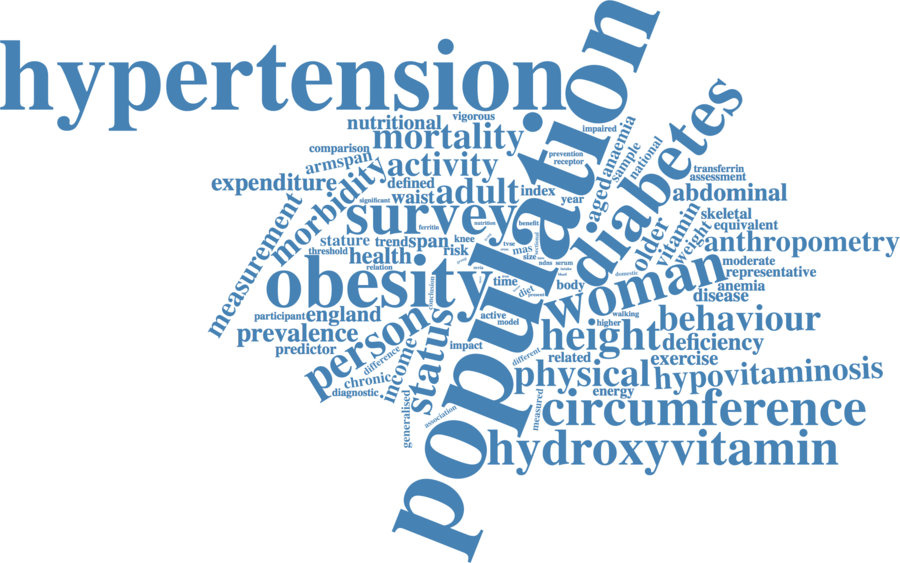 hypertension
population
vigorous
nutritional
mortality
impaired
anaemia
diabetes
comparison
armspan
activity
prevention
receptor
sample
national
transferrin
assessment
expenditure
morbidity
defined
adult
index
aged
abdominal
significant
waist
year
measurement
survey
nutrition
benefit
ferritin
older
vitamin
skeletal
equivalent
weight
stature
trend
span
knee
mas
anthropometry
threshold
health
risk
size
relation
woman
moderate
representative
obesity
conclusion
time
diet
body
domestic
ndns
serum
anemia
disease
participant
england
active
model
walking
higher
behaviour
prevalence
person
status
height
deficiency
predictor
difference
impact
different
related
exercise
chronic
income
physical
hypovitaminosis
diagnostic
energy
generalised
association
measured
circumference
hydroxyvitamin